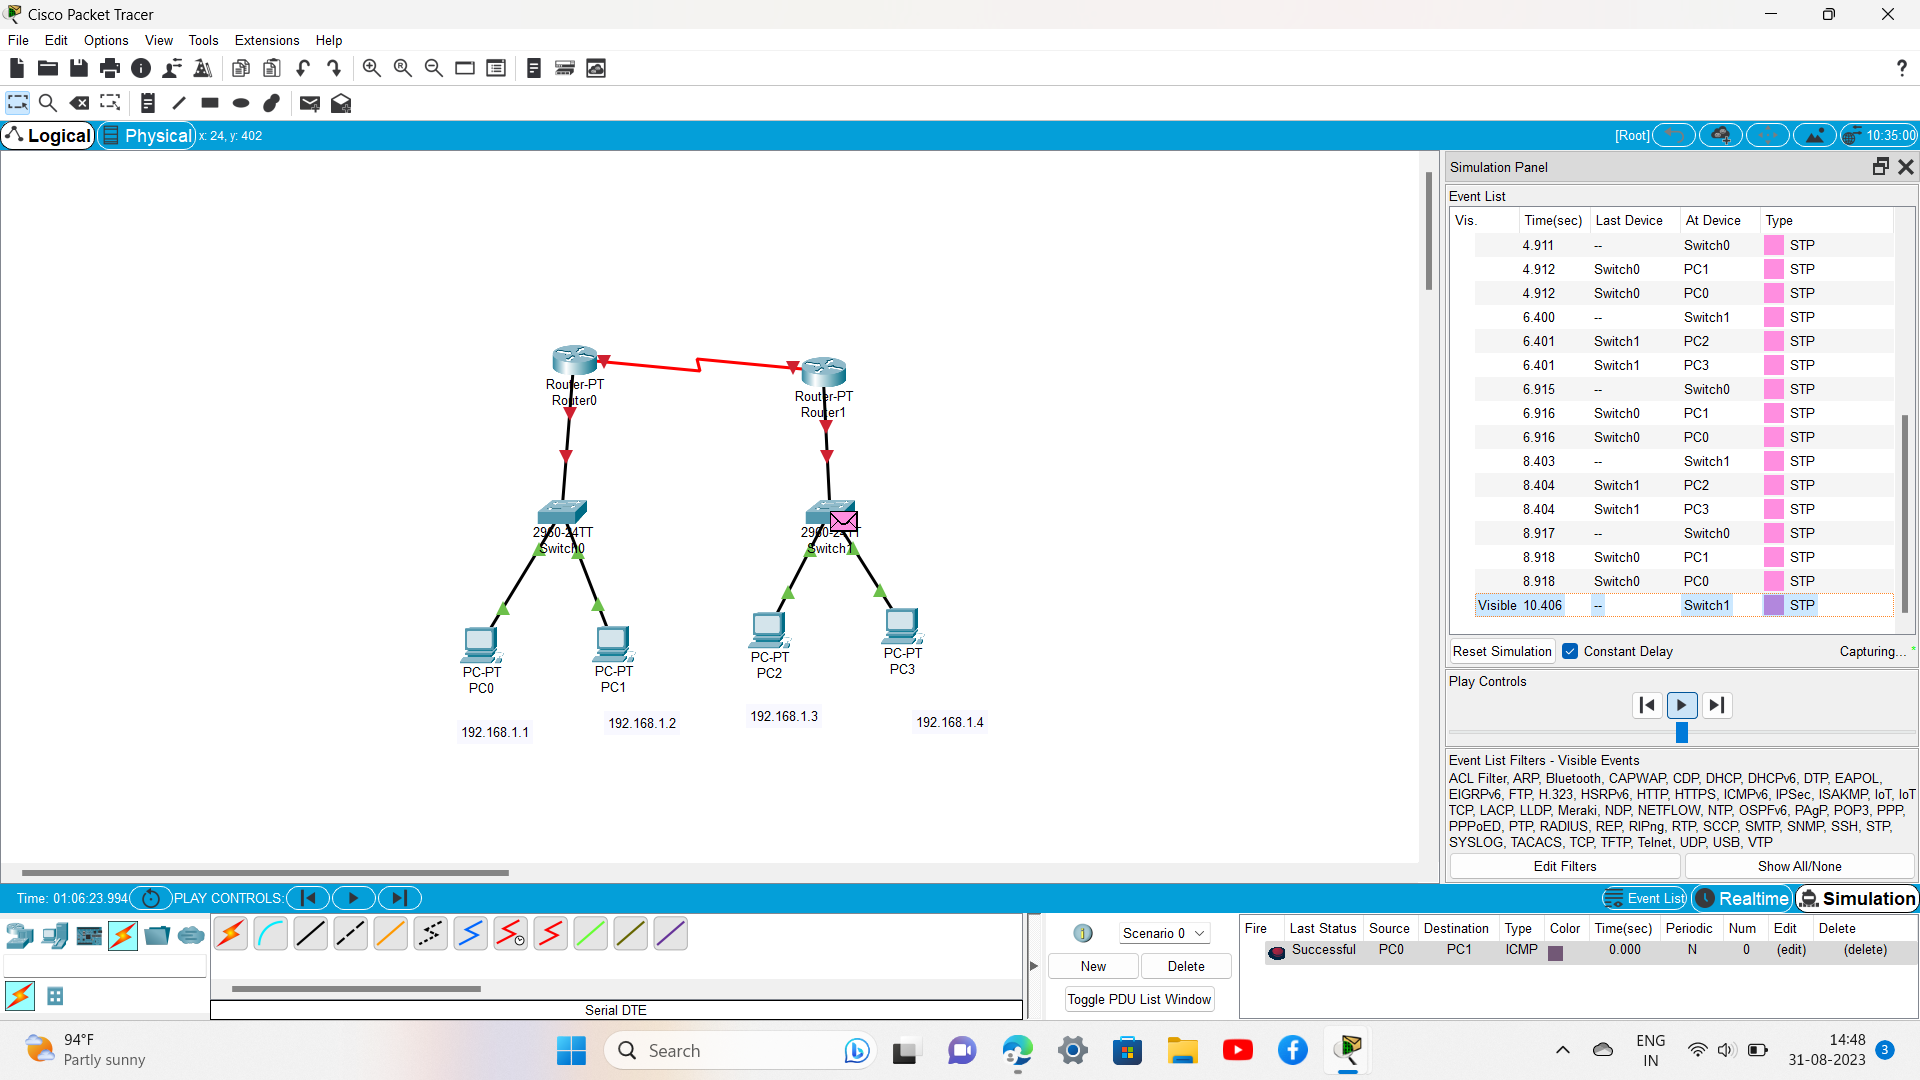 Cisco Packet Tracer
File Edit Options View Tools Extensions Help
Logical Physical x: 24, y: 402 [Root] 10:35:00
Simulation Panel
Event List
Vis. Time(sec) Last Device At Device Type
4.911 -- Switch0 STP
4.912 Switch0 PC1 STP
4.912 Switch0 PC0 STP
6.400 -- Switch1 STP
6.401 Switch1 PC2 STP
6.401 Switch1 PC3 STP
6.915 -- Switch0 STP
6.916 Switch0 PC1 STP
6.916 Switch0 PC0 STP
8.403 -- Switch1 STP
8.404 Switch1 PC2 STP
8.404 Switch1 PC3 STP
8.917 -- Switch0 STP
8.918 Switch0 PC1 STP
8.918 Switch0 PC0 STP
Visible 10.406 -- Switch1 STP
Reset Simulation Constant Delay Capturing...
Play Controls
Event List Filters - Visible Events
ACL Filter, ARP, Bluetooth, CAPWAP, CDP, DHCP, DHCPv6, DTP, EAPOL,
EIGRPv6, FTP, H.323, HSRPv6, HTTP, HTTPS, ICMPv6, IPSec, ISAKMP, IoT, IoT
TCP, LACP, LLDP, Meraki, NDP, NETFLOW, NTP, OSPFv6, PAgP, POP3, PPP,
PPPoED, PTP, RADIUS, REP, RIPng, RTP, SCCP, SMTP, SNMP, SSH, STP,
SYSLOG, TACACS, TCP, TFTP, Telnet, UDP, USB, VTP
Edit Filters Show All/None
Router-PT
Router0
Router-PT
Router1
2960-24TT
Switch0
2960-24TT
Switch1
PC-PT
PC0
PC-PT
PC1
PC-PT
PC2
PC-PT
PC3
192.168.1.1
192.168.1.2
192.168.1.3
192.168.1.4
Time: 01:06:23.994 PLAY CONTROLS: Event List Realtime Simulation
Serial DTE
1 Scenario 0
New Delete
Toggle PDU List Window
Fire Last Status Source Destination Type Color Time(sec) Periodic Num Edit Delete
Successful PC0 PC1 ICMP 0.000 N 0 (edit) (delete)
94°F
Partly sunny
Search
ENG
IN
14:48
31-08-2023
3